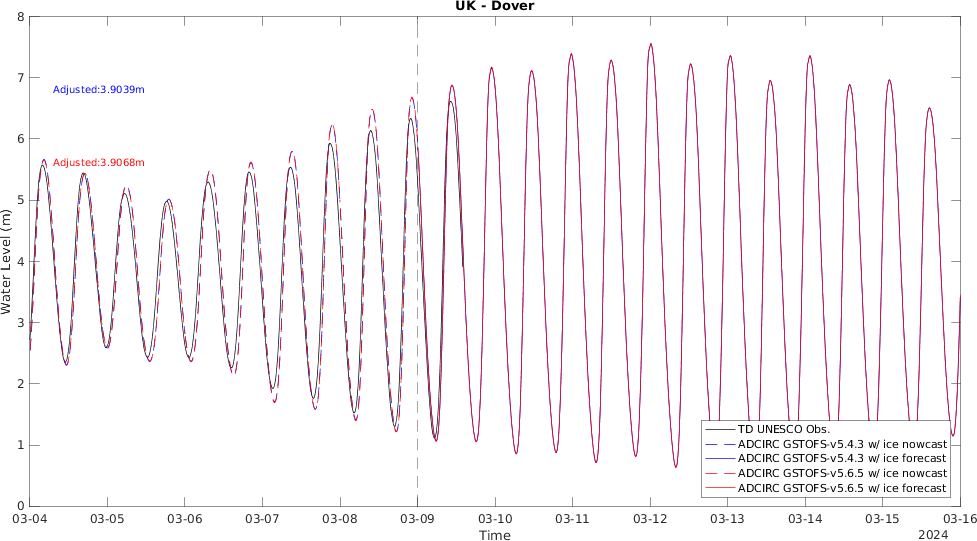 UK - Dover
8
7
6
5
4
3
2
1
0
Water Level (m)
Adjusted:3.9039m
Adjusted:3.9068m
TD UNESCO Obs.
ADCIRC GSTOFS-v5.4.3 w/ ice nowcast
ADCIRC GSTOFS-v5.4.3 w/ ice forecast
ADCIRC GSTOFS-v5.6.5 w/ ice nowcast
ADCIRC GSTOFS-v5.6.5 w/ ice forecast
03-04 03-05 03-06 03-07 03-08 03-09 03-10 03-11 03-12 03-13 03-14 03-15 03-16
Time
2024